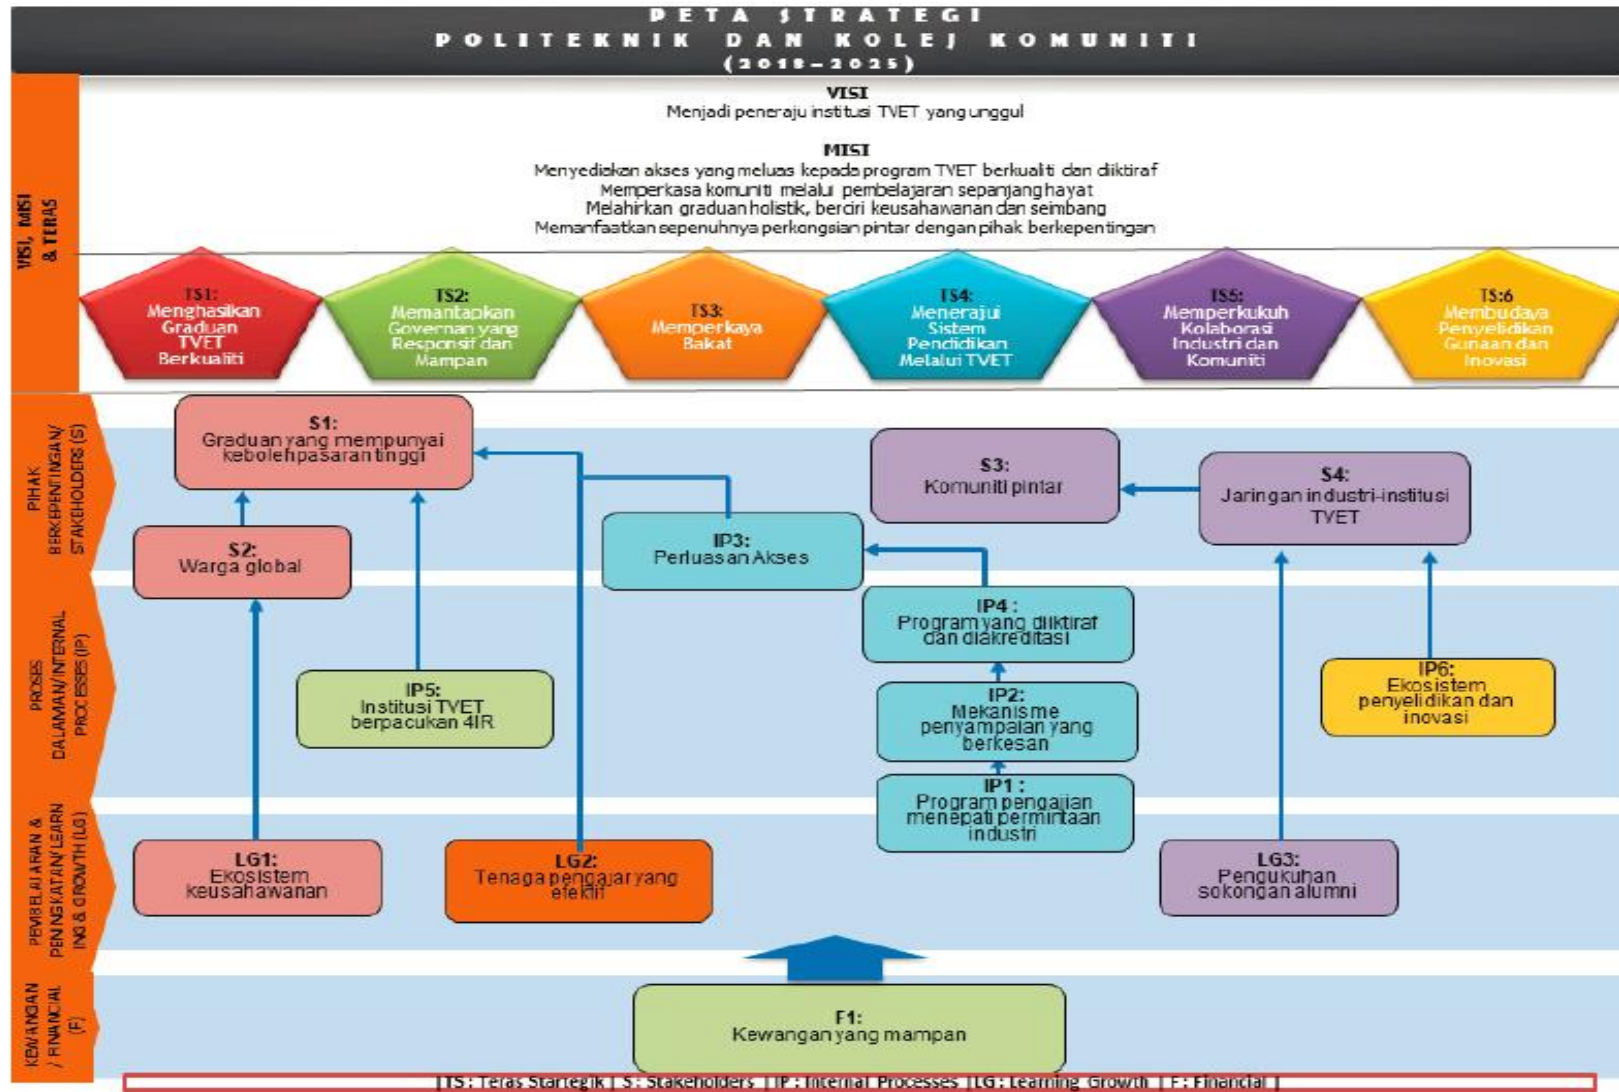 PETA STRATEGI
POLITEKNIK DAN KOLEJ KOMUNITI
(2018–2025)
VISI, MISI
& TERAS
VISI
Menjadi peneraju institusi TVET yang unggul
MISI
Menyediakan akses yang meluas kepada program TVET berkualiti dan diiktiraf
Memperkasa komuniti melalui pembelajaran sepanjang hayat
Melahirkan graduan holistik, berciri keusahawanan dan seimbang
Memanfaatkan sepenuhnya perkongsian pintar dengan pihak berkepentingan
TS1:
Menghasilkan
Graduan
TVET
Berkualiti
TS2:
Memantapkan
Governan yang
Responsif dan
Mampan
TS3:
Memperkaya
Bakat
TS4:
Menerajui
Sistem
Pendidikan
Melalui TVET
TS5:
Memperkukuh
Kolaborasi
Industri dan
Komuniti
TS:6
Membudaya
Penyelidikan
Gunaan dan
Inovasi
PIHAK
BERKEPENTINGAN/
STAKEHOLDERS (S)
S1:
Graduan yang mempunyai
kebolehpasaran tinggi
S3:
Komuniti pintar
S4:
Jaringan industri-institusi
TVET
S2:
Warga global
IP3:
Perluasan Akses
PROSES
DALAMAN/INTERNAL
PROCESSES (IP)
IP4 :
Program yang diiktiraf
dan diakreditasi
IP5:
Institusi TVET
berpacukan 4IR
IP2:
Mekanisme
penyampaian yang
berkesan
IP6:
Ekosistem
penyelidikan dan
inovasi
IP1 :
Program pengajian
menepati permintaan
industri
PEMBELAJARAN &
PENINGKATAN/LEARN
ING & GROWTH (LG)
LG1:
Ekosistem
keusahawanan
LG2:
Tenaga pengajar yang
efektif
LG3:
Pengukuhan
sokongan alumni
KEWANGAN
/ FINANCIAL
(F)
F1:
Kewangan yang mampan
[TS : Teras Startegik | S : Stakeholders | IP : Internal Processes | LG : Learning Growth | F : Financial ]